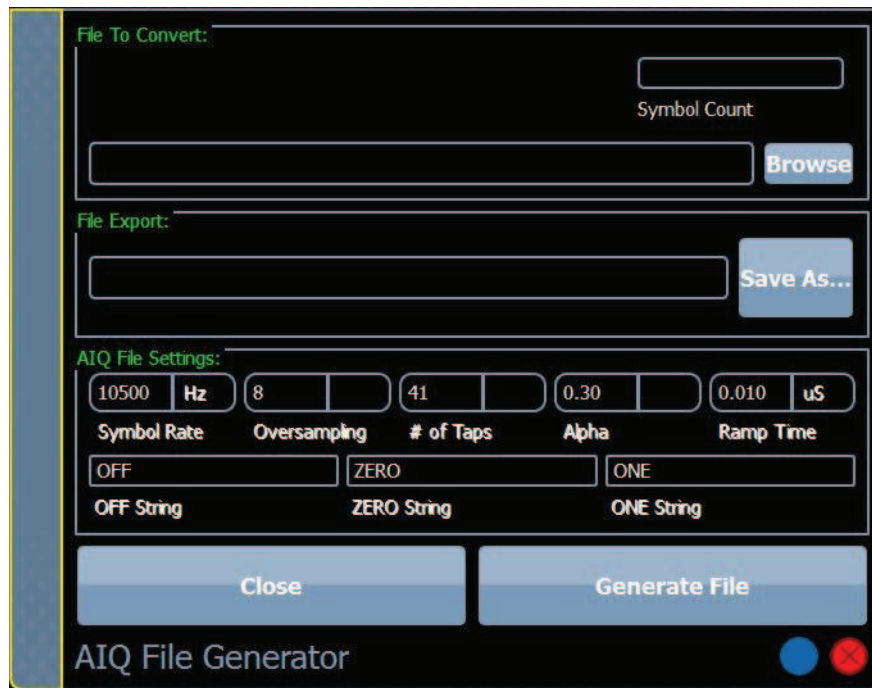 File To Convert:
Symbol Count
Browse
File Export:
Save As...
AIQ File Settings:
10500 Hz 8 41 0.30 0.010 uS
Symbol Rate Oversampling # of Taps Alpha Ramp Time
OFF ZERO ONE
OFF String ZERO String ONE String
Close Generate File
AIQ File Generator